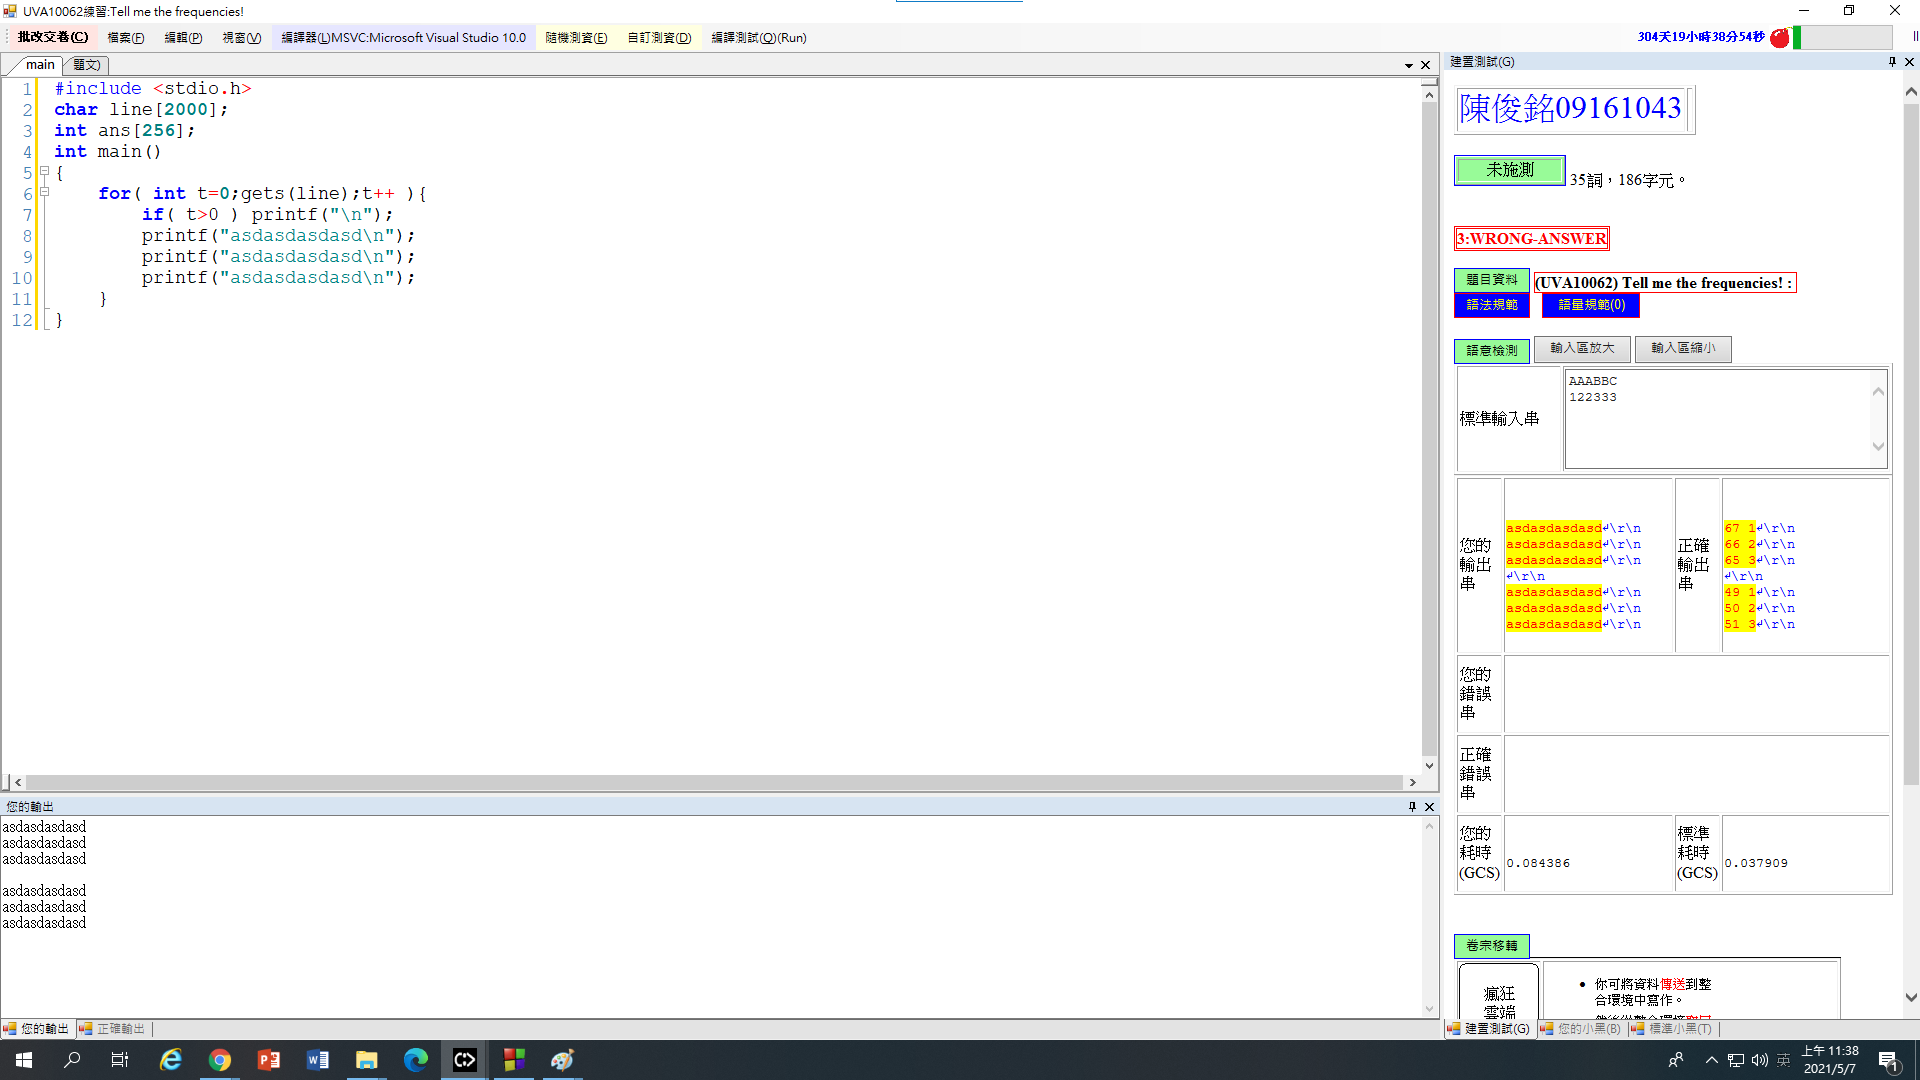 UVA10062練習:Tell me the frequencies!
批改交卷(C) 檔案(F) 編輯(P) 視窗(V) 編譯器(L)MSVC:Microsoft Visual Studio 10.0 隨機測資(E) 自訂測資(D) 編譯測試(Q)(Run)
304天19小時38分54秒
main 題文)
1 #include <stdio.h>
2 char line[2000];
3 int ans[256];
4 int main()
5 {
6 for( int t=0;gets(line);t++ ){
7 if( t>0 ) printf("\n");
8 printf("asdasdasdasd\n");
9 printf("asdasdasdasd\n");
10 printf("asdasdasdasd\n");
11 }
12 }
您的輸出
asdasdasdasd
asdasdasdasd
asdasdasdasd
asdasdasdasd
asdasdasdasd
asdasdasdasd
您的輸出 正確輸出
建置測試(G)
陳俊銘09161043
未施測 35詞，186字元。
3:WRONG-ANSWER
題目資料 (UVA10062) Tell me the frequencies! :
語法規範 語量規範(0)
語意檢測 輸入區放大 輸入區縮小
標準輸入串
AAABBC
122333
您的輸出串
asdasdasdasd↲\r\n
asdasdasdasd↲\r\n
asdasdasdasd↲\r\n
↲\r\n
asdasdasdasd↲\r\n
asdasdasdasd↲\r\n
asdasdasdasd↲\r\n
正確輸出串
67 1↲\r\n
66 2↲\r\n
65 3↲\r\n
↲\r\n
49 1↲\r\n
50 2↲\r\n
51 3↲\r\n
您的錯誤串
正確錯誤串
您的耗時(GCS) 0.084386 標準耗時(GCS) 0.037909
卷宗移轉
瘋狂
雲端
• 你可將資料傳送到整
合環境中寫作。
建置測試(G) 您的小黑(B) 標準小黑(T)
英
上午 11:38
2021/5/7
1